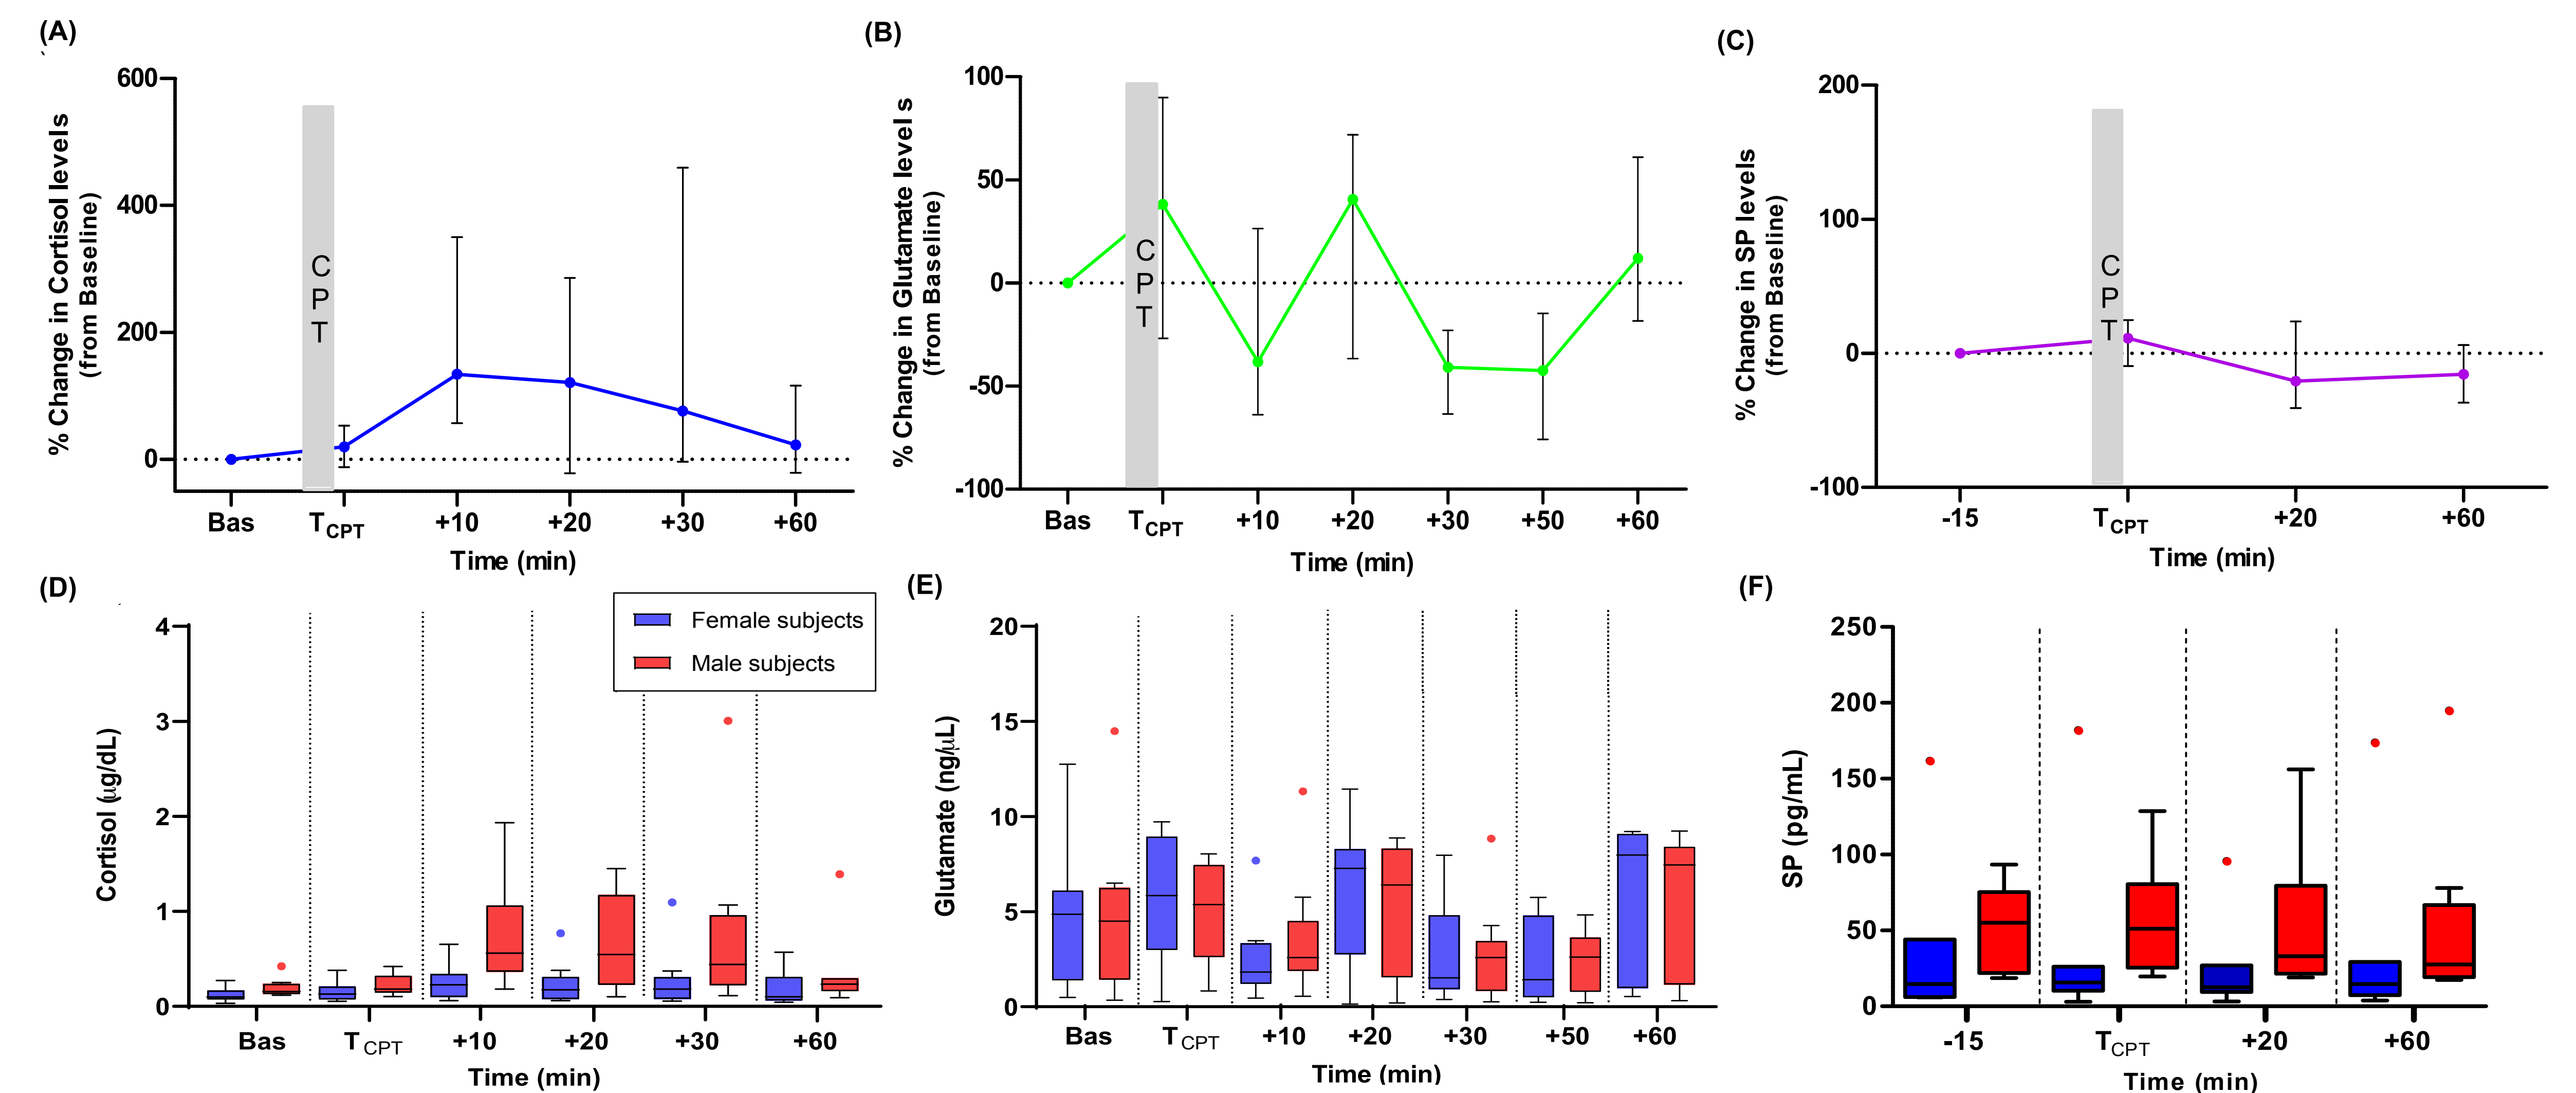 (A)
% Change in Cortisol levels
(from Baseline)
600
400
200
0
C
P
T
Bas TCPT +10 +20 +30 +60
Time (min)
(B)
% Change in Glutamate levels
(from Baseline)
100
50
0
-50
-100
C
P
T
Bas TCPT +10 +20 +30 +50 +60
Time (min)
(C)
% Change in SP levels
(from Baseline)
200
100
0
-100
C
P
T
-15 TCPT +20 +60
Time (min)
(D)
Cortisol (µg/dL)
4
3
2
1
0
Female subjects
Male subjects
Bas TCPT +10 +20 +30 +60
Time (min)
(E)
Glutamate (ng/µL)
20
15
10
5
0
Bas TCPT +10 +20 +30 +50 +60
Time (min)
(F)
SP (pg/mL)
250
200
150
100
50
0
-15 TCPT +20 +60
Time (min)